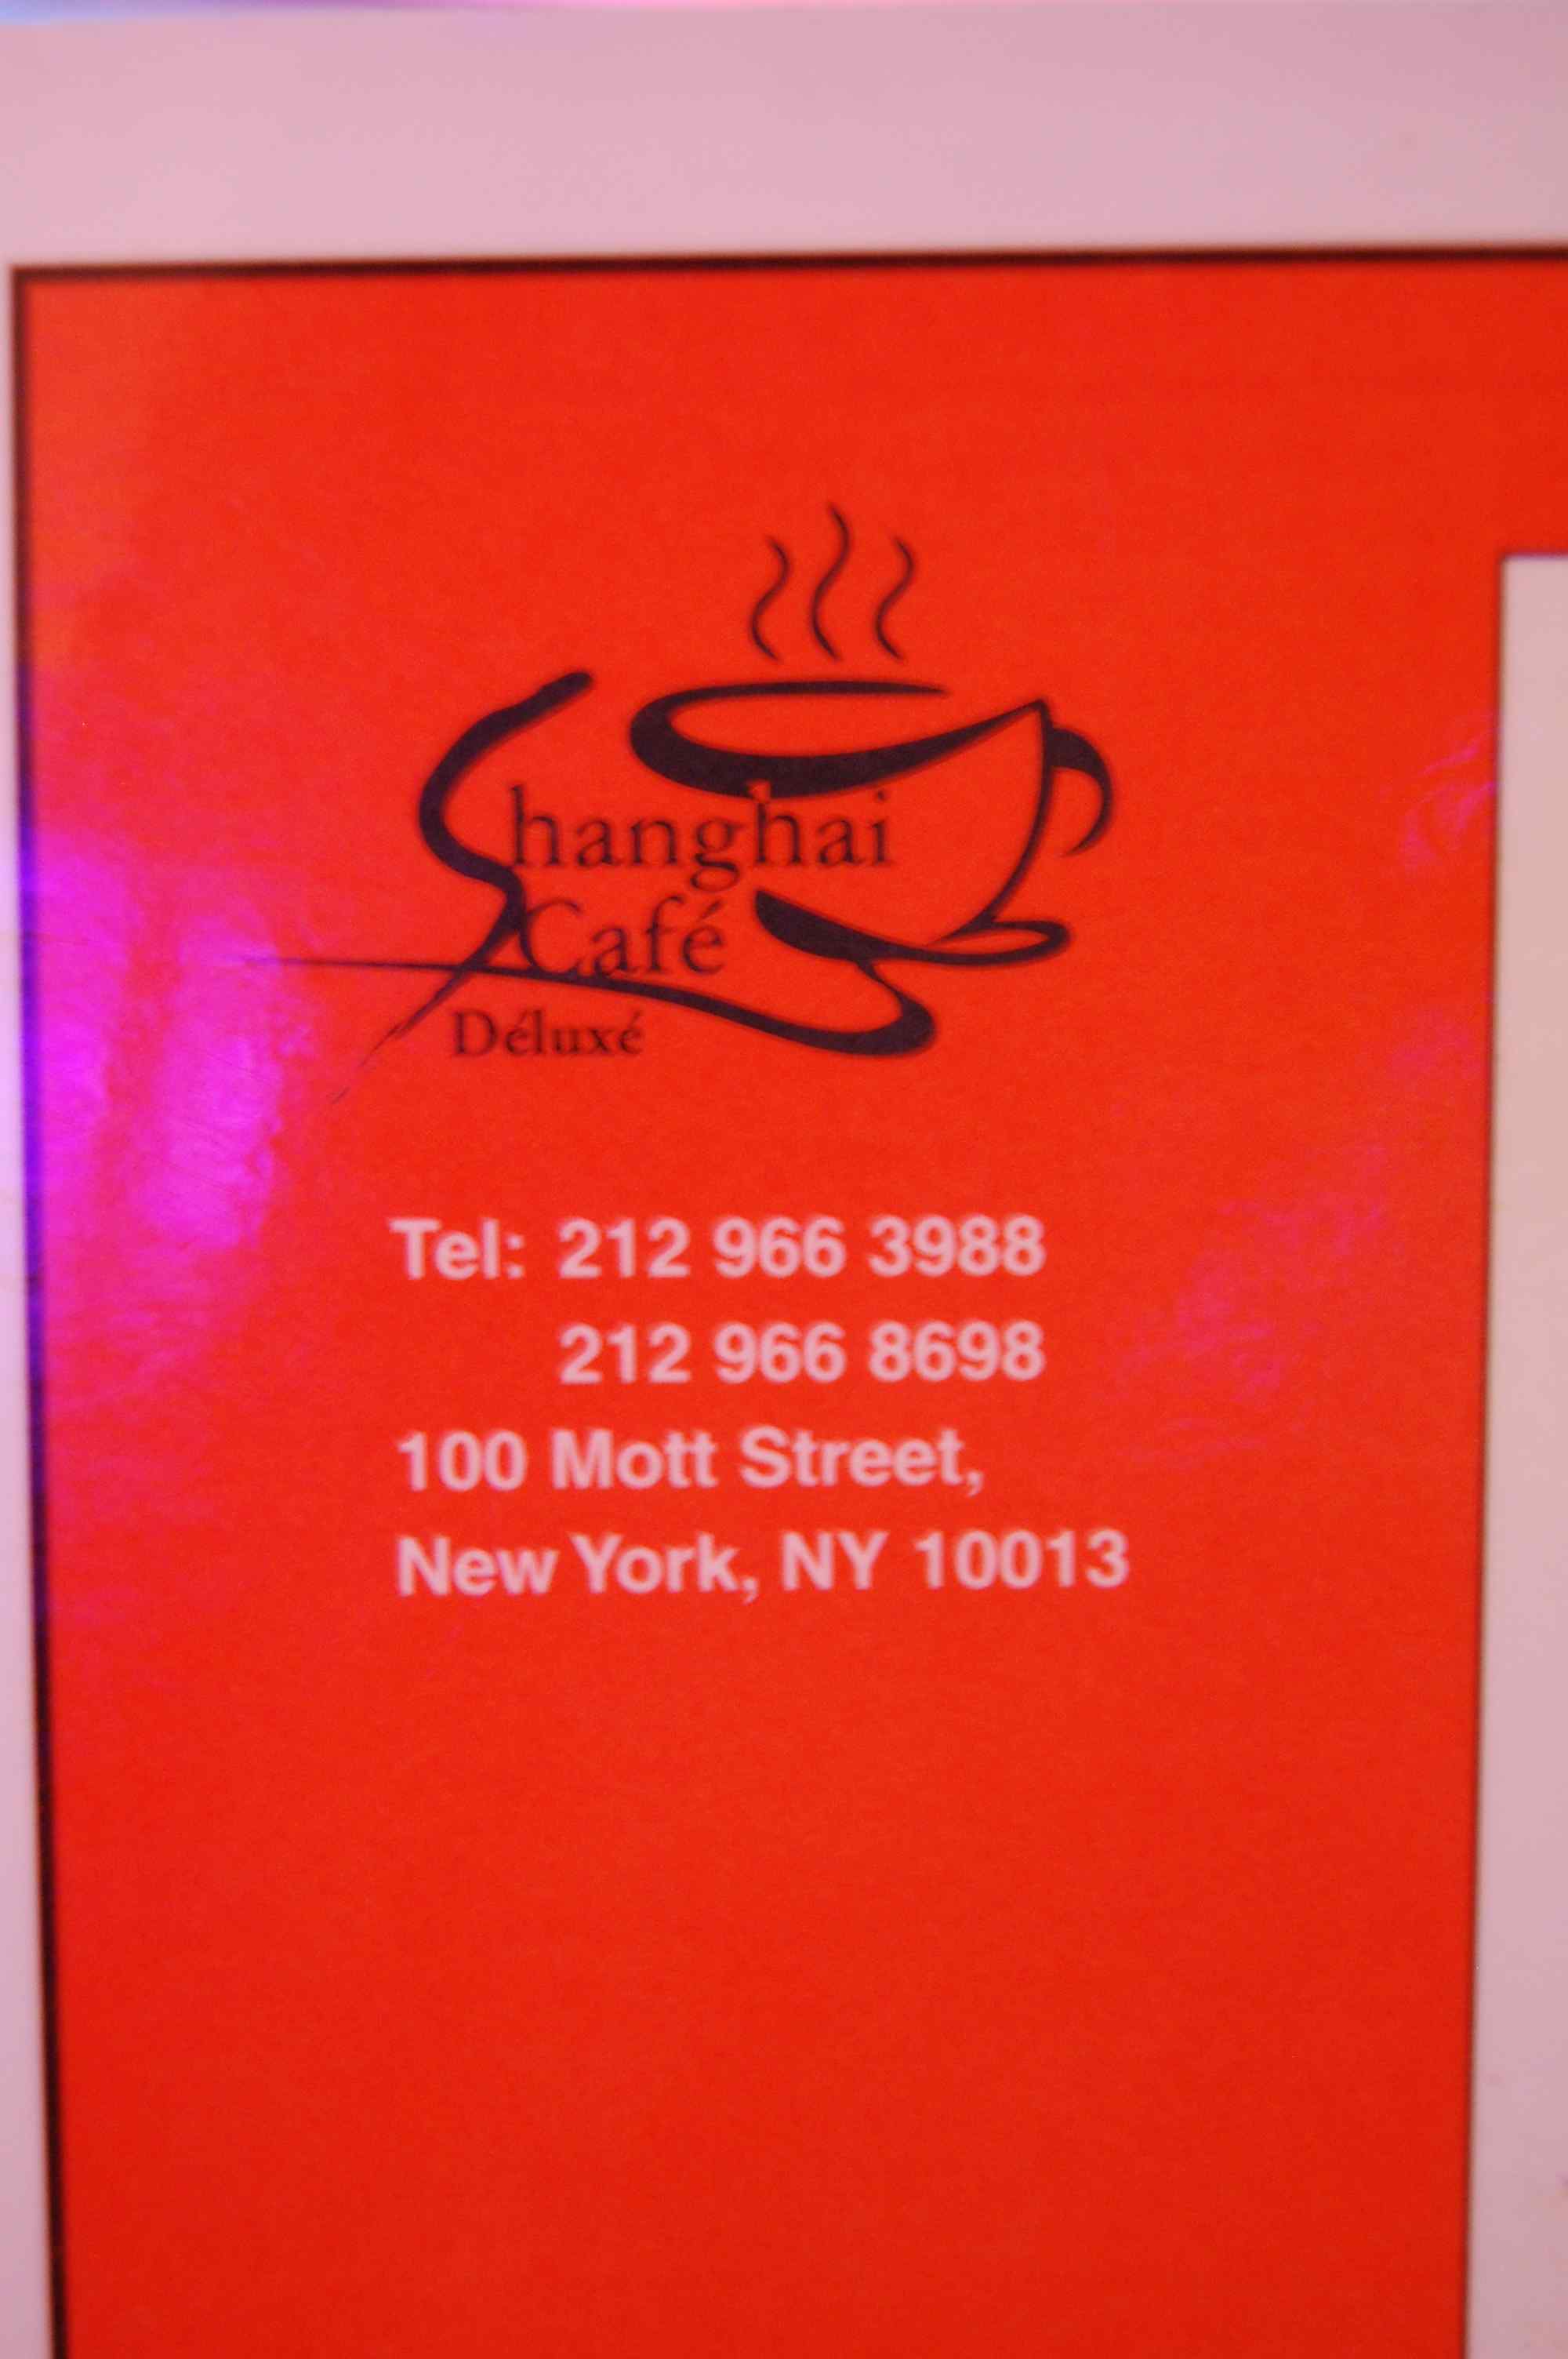 Shanghai
Café
Déluxé
Tel: 212 966 3988
212 966 8698
100 Mott Street,
New York, NY 10013